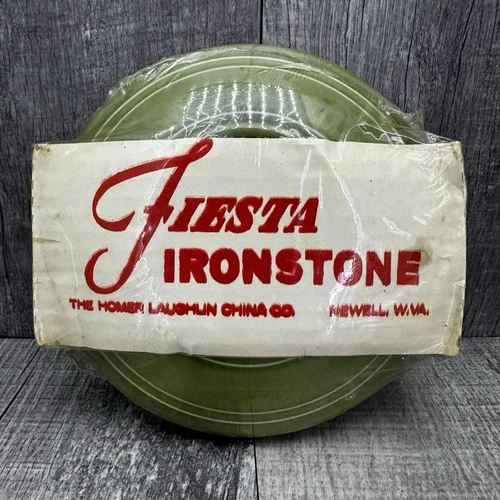 FIESTA
IRONSTONE
THE HOMER LAUGHLIN CHINA CO. NEWELL, W.VA.